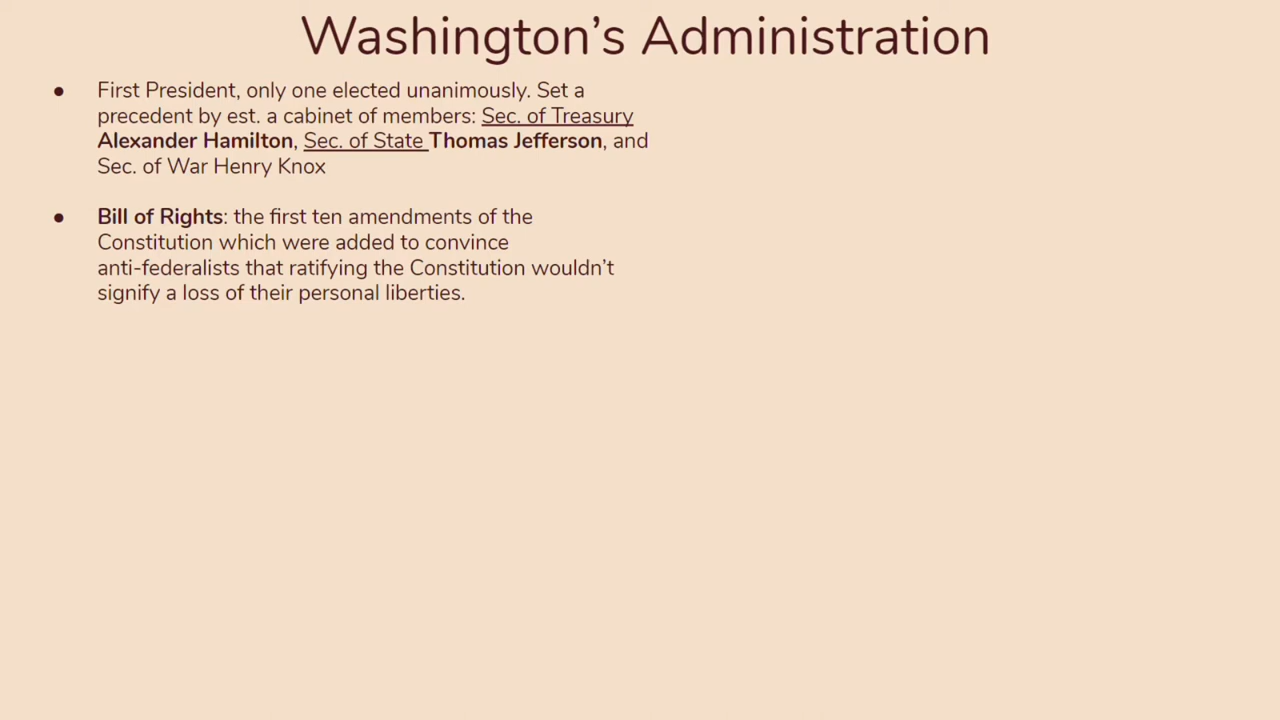 Washington’s Administration
● First President, only one elected unanimously. Set a
precedent by est. a cabinet of members: Sec. of Treasury
Alexander Hamilton, Sec. of State Thomas Jefferson, and
Sec. of War Henry Knox
● Bill of Rights: the first ten amendments of the
Constitution which were added to convince
anti-federalists that ratifying the Constitution wouldn’t
signify a loss of their personal liberties.